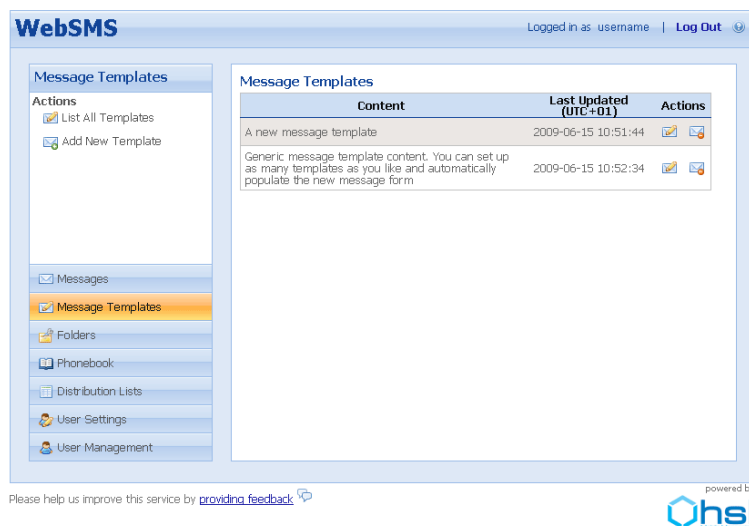 WebSMS
Logged in as username | Log Out
Message Templates
Actions
List All Templates
Add New Template
Messages
Message Templates
Folders
Phonebook
Distribution Lists
User Settings
User Management
Message Templates
Content Last Updated (UTC+01) Actions
A new message template 2009-06-15 10:51:44
Generic message template content. You can set up
as many templates as you like and automatically 2009-06-15 10:52:34
populate the new message form
Please help us improve this service by providing feedback
powered b
hs